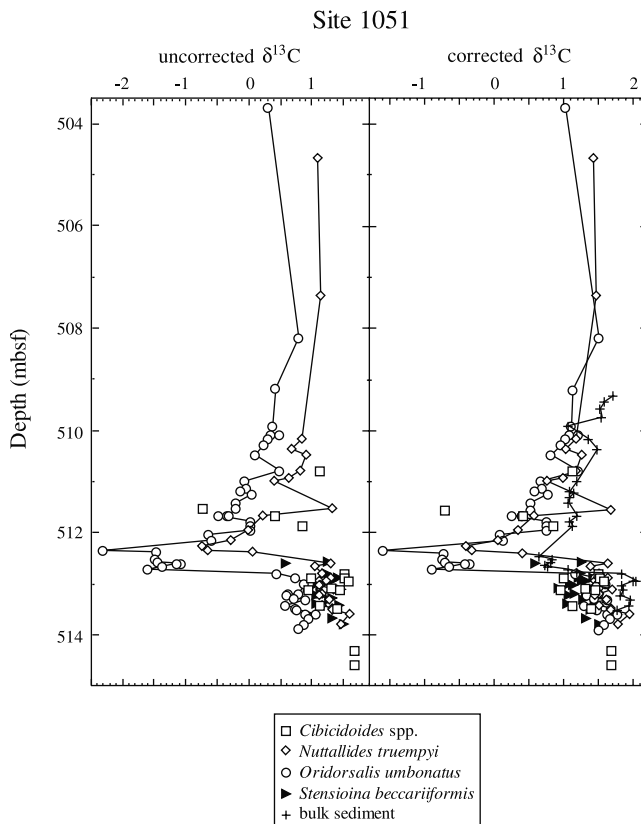 Site 1051
uncorrected δ13C
corrected δ13C
-2 -1 0 1
-1 0 1 2
504
506
508
510
512
514
Depth (mbsf)
Cibicidoides spp.
Nuttallides truempyi
Oridorsalis umbonatus
Stensioina beccariiformis
bulk sediment